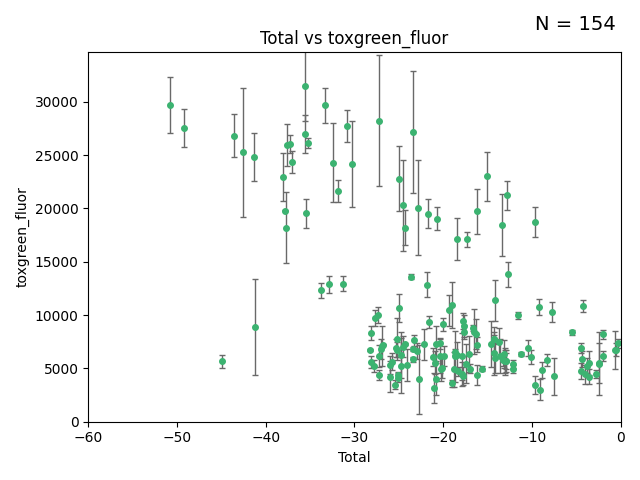 N = 154
Total vs toxgreen_fluor
toxgreen_fluor
30000
25000
20000
15000
10000
5000
0
−60 −50 −40 −30 −20 −10 0
Total